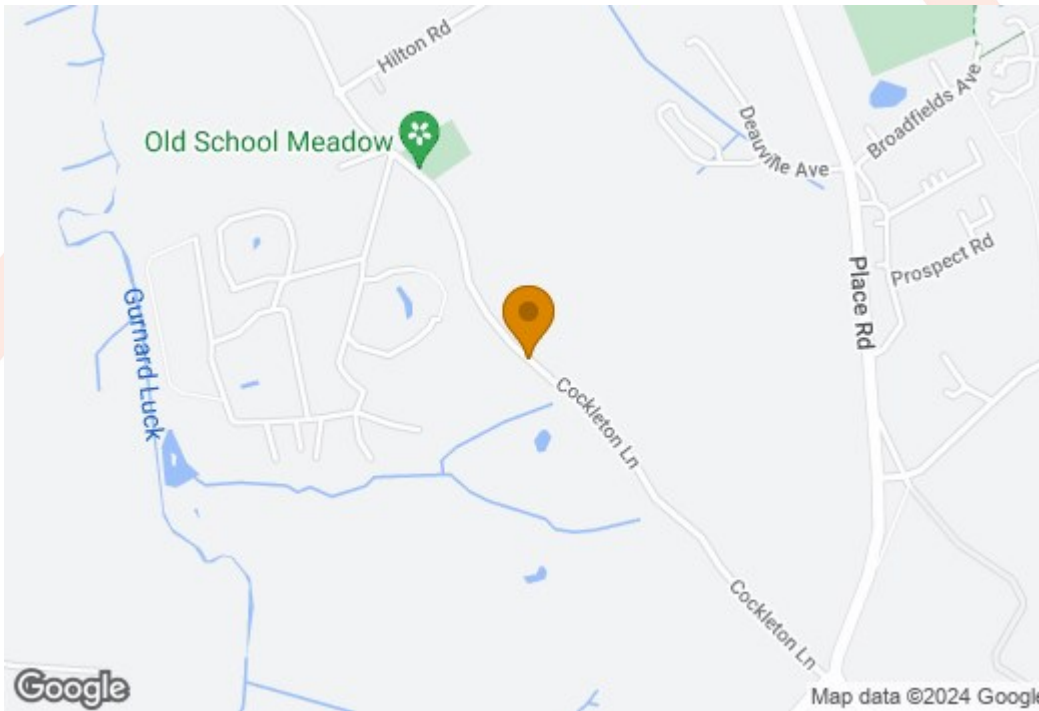 Hilton Rd
Old School Meadow
Deauville Ave
Broadfields Ave
Prospect Rd
Place Rd
Gurnard Luck
Cockleton Ln
Cockleton Ln
Google
Map data ©2024 Google